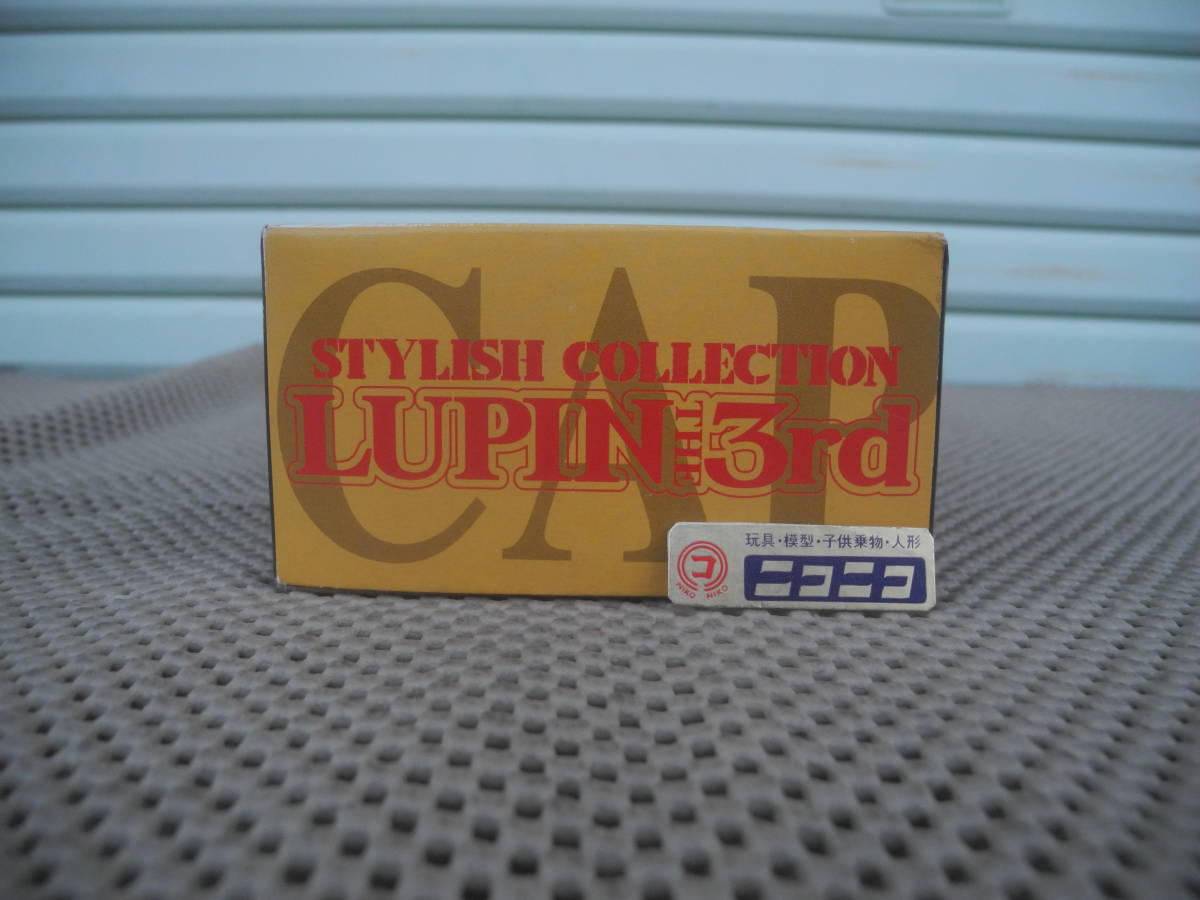 CAP
STYLISH COLLECTION
LUPIN THE 3rd
玩具・模型・子供乗物・人形
コ
NIKO NIKO
ニコニコ